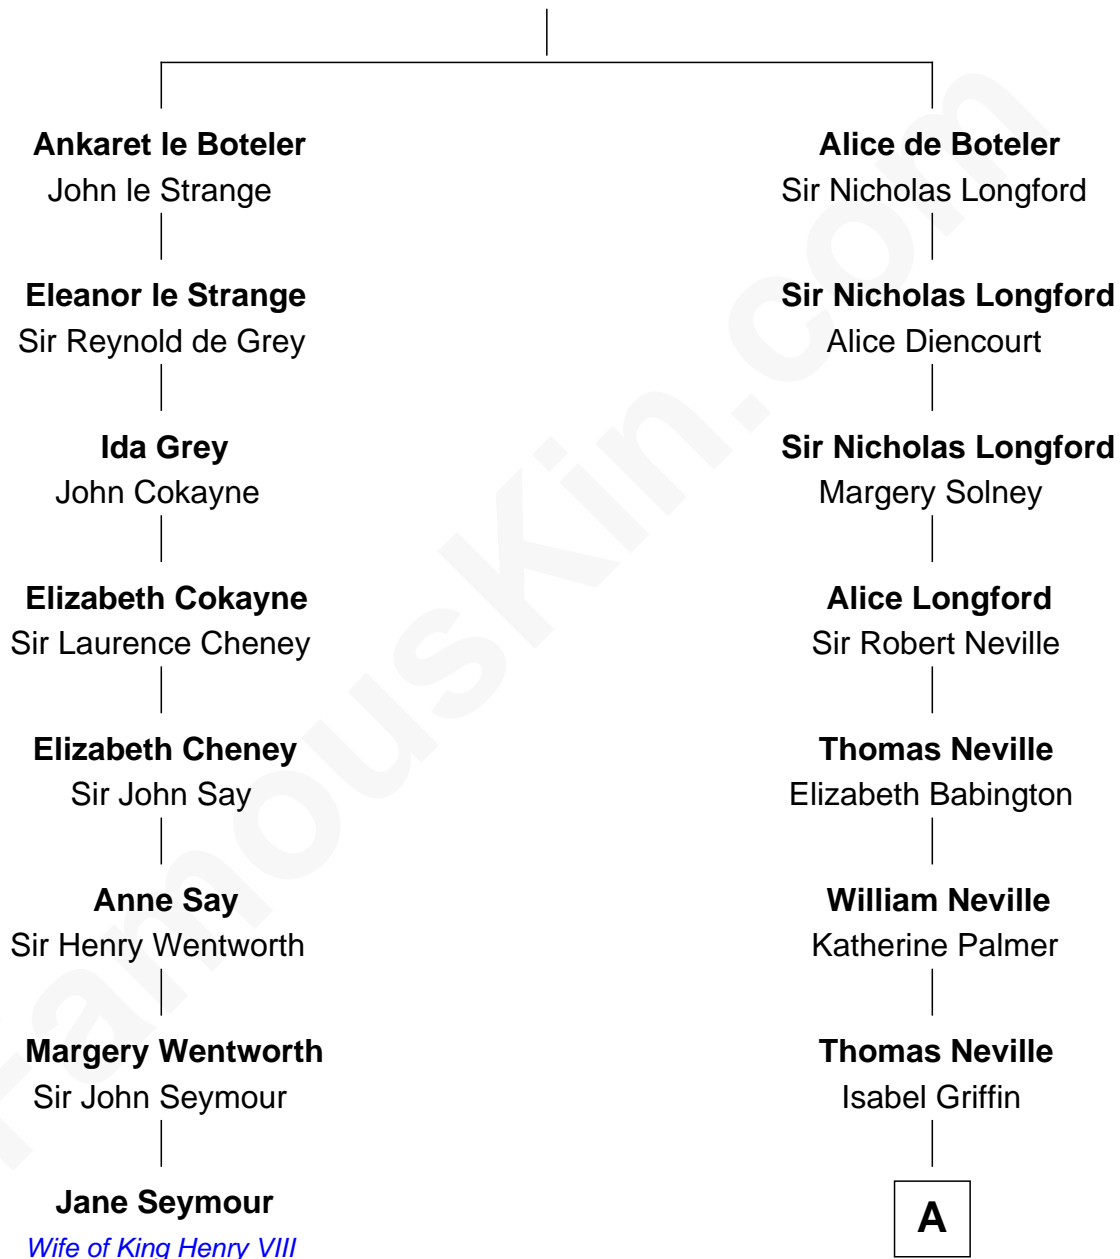 Ankaret le Boteler
John le Strange
Eleanor le Strange
Sir Reynold de Grey
Ida Grey
John Cokayne
Elizabeth Cokayne
Sir Laurence Cheney
Elizabeth Cheney
Sir John Say
Anne Say
Sir Henry Wentworth
Margery Wentworth
Sir John Seymour
Jane Seymour
Wife of King Henry VIII
Alice de Boteler
Sir Nicholas Longford
Sir Nicholas Longford
Alice Diencourt
Sir Nicholas Longford
Margery Solney
Alice Longford
Sir Robert Neville
Thomas Neville
Elizabeth Babington
William Neville
Katherine Palmer
Thomas Neville
Isabel Griffin
A
FamousKin.com